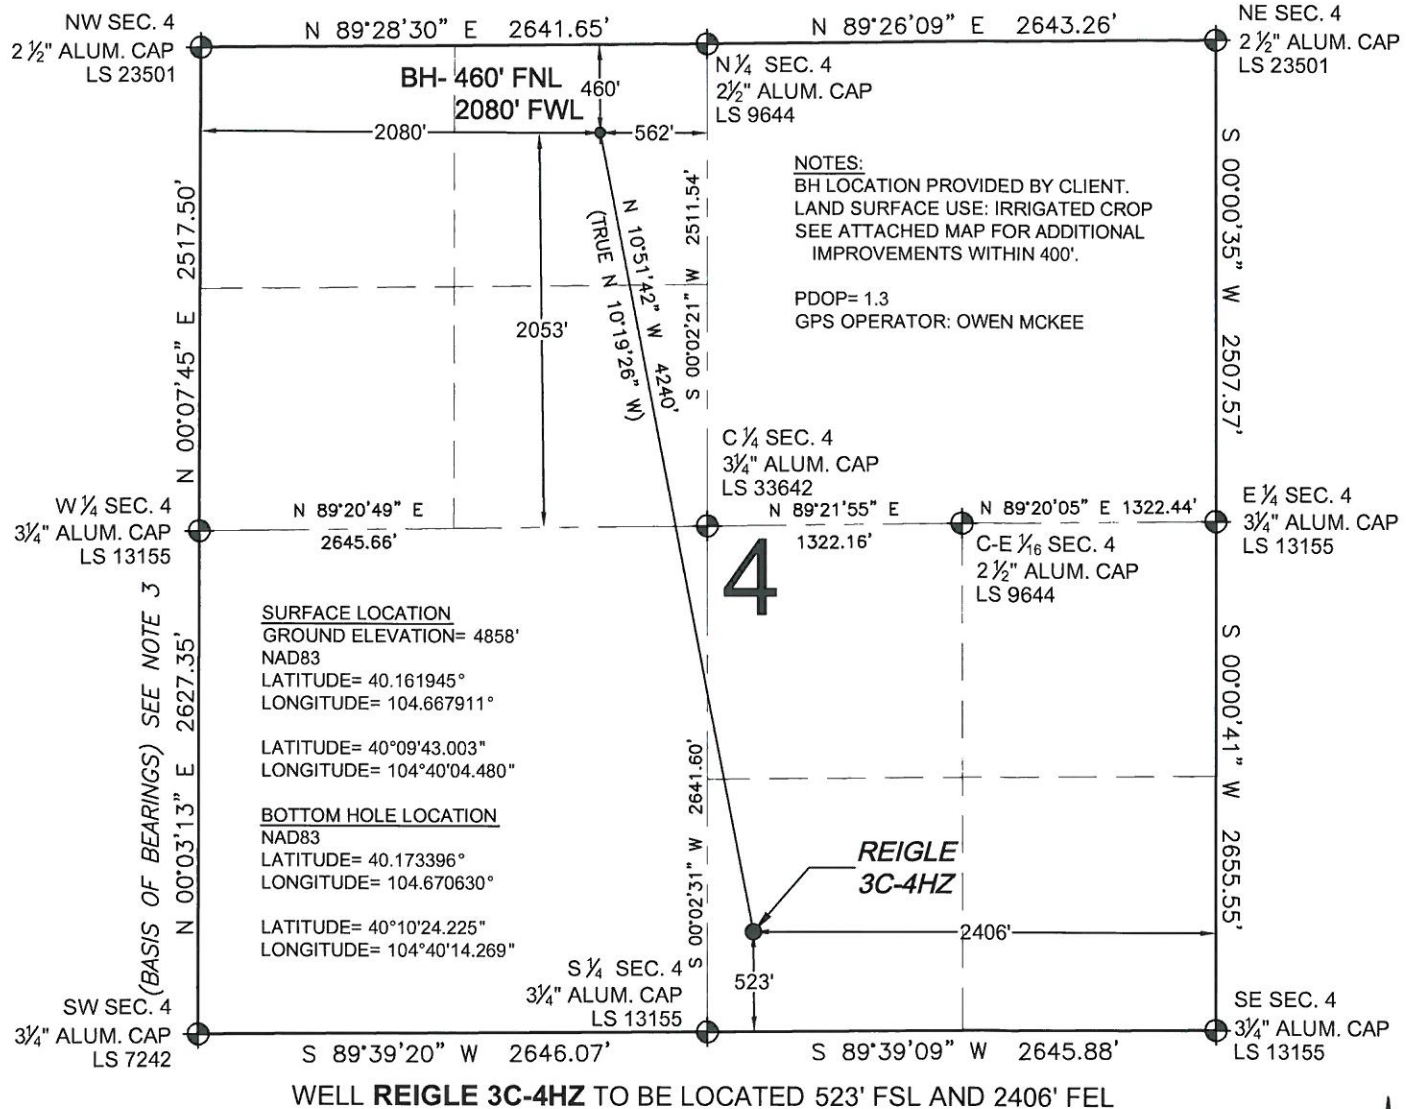 NW SEC. 4
2 ½" ALUM. CAP
LS 23501
N 89°28'30" E 2641.65'
N 89°26'09" E 2643.26'
NE SEC. 4
2 ½" ALUM. CAP
LS 23501
BH- 460' FNL
2080' FWL
460'
N ¼ SEC. 4
2½" ALUM. CAP
LS 9644
2080'
562'
NOTES:
BH LOCATION PROVIDED BY CLIENT.
LAND SURFACE USE: IRRIGATED CROP
SEE ATTACHED MAP FOR ADDITIONAL
IMPROVEMENTS WITHIN 400'.
PDOP= 1.3
GPS OPERATOR: OWEN MCKEE
N 00°07'45" E 2517.50'
2053'
N 10°51'42" W 4240'
(TRUE N 10°19'26" W)
S 00°02'21" W 2511.54'
S 00°00'35" W 2507.57'
C ¼ SEC. 4
3¼" ALUM. CAP
LS 33642
W ¼ SEC. 4
3¼" ALUM. CAP
LS 13155
N 89°20'49" E
2645.66'
N 89°21'55" E
1322.16'
N 89°20'05" E 1322.44'
E ¼ SEC. 4
3¼" ALUM. CAP
LS 13155
C-E 1⁄16 SEC. 4
2 ½" ALUM. CAP
LS 9644
4
SURFACE LOCATION
GROUND ELEVATION= 4858'
NAD83
LATITUDE= 40.161945°
LONGITUDE= 104.667911°
LATITUDE= 40°09'43.003"
LONGITUDE= 104°40'04.480"
BOTTOM HOLE LOCATION
NAD83
LATITUDE= 40.173396°
LONGITUDE= 104.670630°
LATITUDE= 40°10'24.225"
LONGITUDE= 104°40'14.269"
(BASIS OF BEARINGS) SEE NOTE 3
N 00°03'13" E 2627.35'
S 00°02'31" W 2641.60'
S 00°00'41" W 2655.55'
REIGLE
3C-4HZ
2406'
523'
S ¼ SEC. 4
3¼" ALUM. CAP
LS 13155
SW SEC. 4
3¼" ALUM. CAP
LS 7242
S 89°39'20" W 2646.07'
S 89°39'09" W 2645.88'
SE SEC. 4
3¼" ALUM. CAP
LS 13155
WELL REIGLE 3C-4HZ TO BE LOCATED 523' FSL AND 2406' FEL